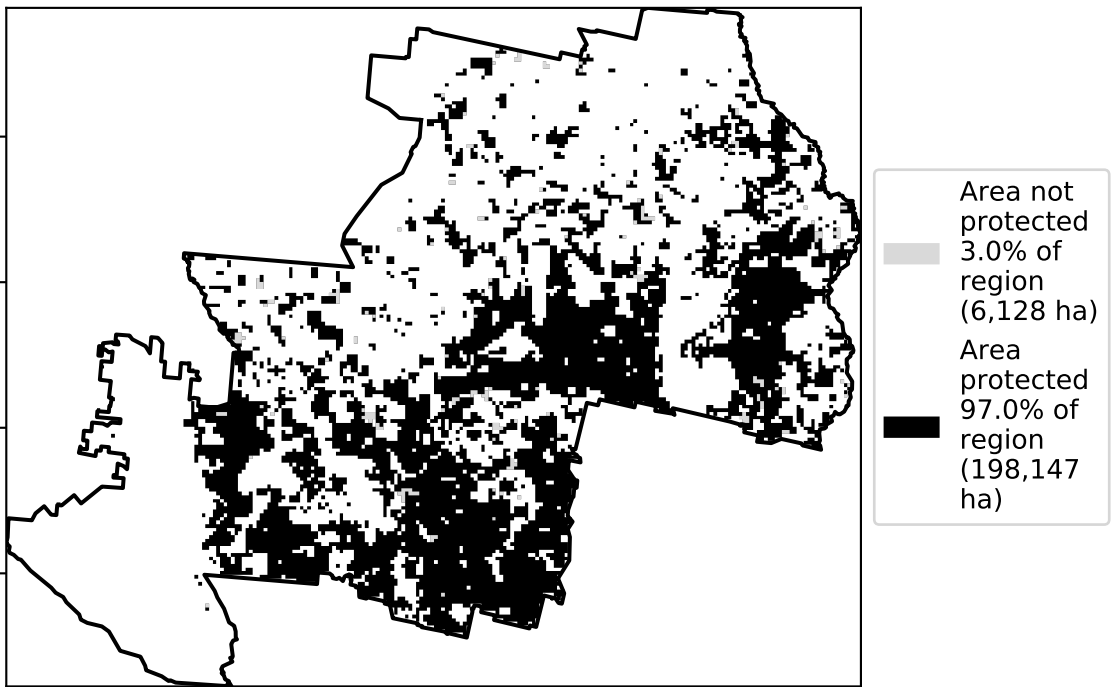 Area not
protected
3.0% of
region
(6,128 ha)
Area
protected
97.0% of
region
(198,147
ha)